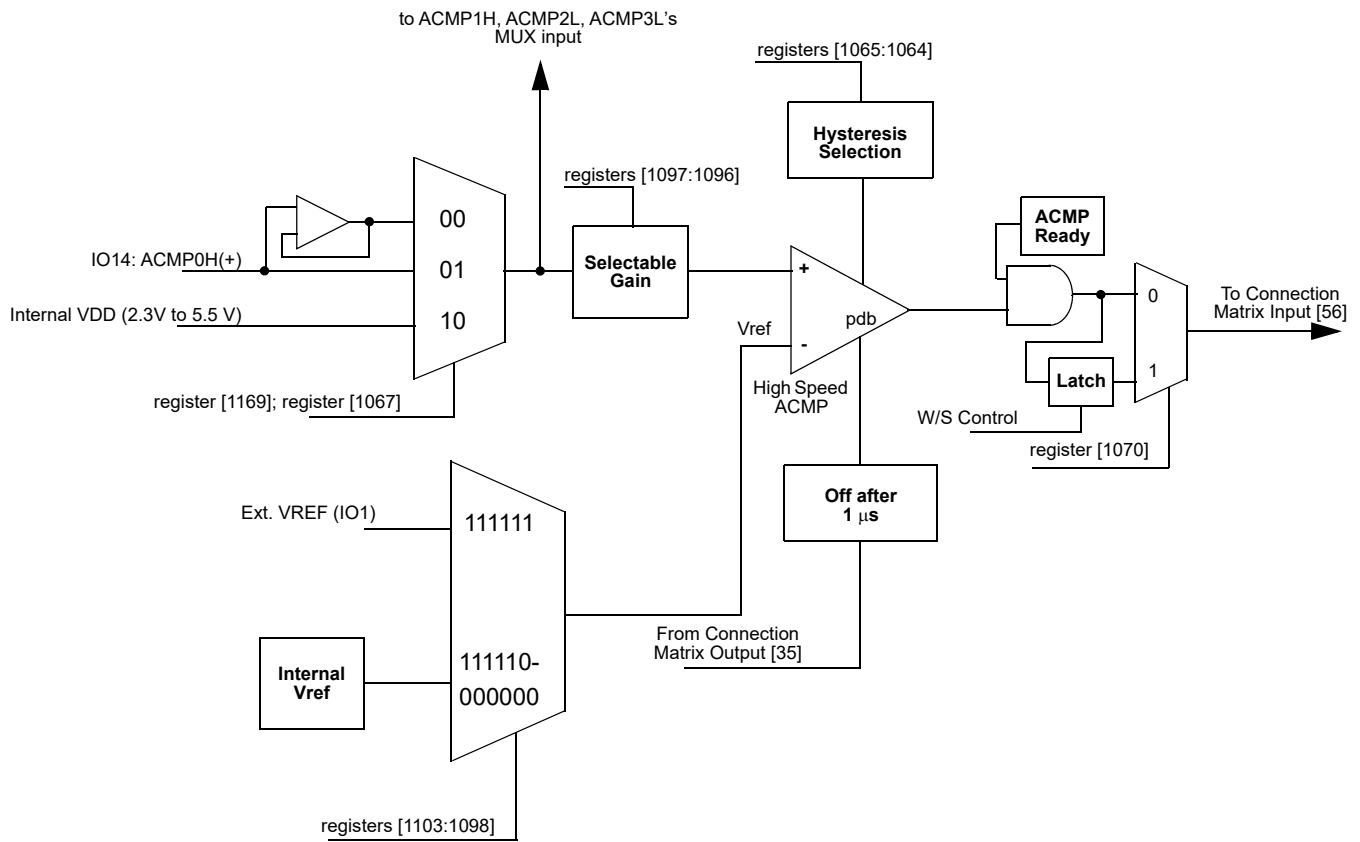 to ACMP1H, ACMP2L, ACMP3L's
MUX input
registers [1065:1064]
Hysteresis
Selection
registers [1097:1096]
ACMP
Ready
00
IO14: ACMP0H(+)
01
Selectable
Gain
+
Internal VDD (2.3V to 5.5 V)
10
pdb
0
To Connection
Matrix Input [56]
Vref
-
High Speed
ACMP
Latch
1
register [1169]; register [1067]
W/S Control
register [1070]
Off after
1 μs
Ext. VREF (IO1)
111111
From Connection
Matrix Output [35]
Internal
Vref
111110-
000000
registers [1103:1098]